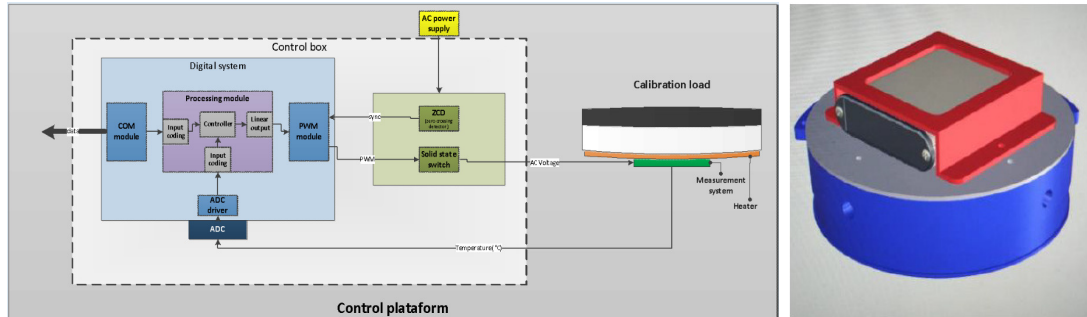 AC power
supply
Control box
Digital system
Processing module
COM
module
Input
coding
Controller
Linear
output
Input
coding
PWM
module
ADC
driver
ADC
data
sync
PWM
ZCD
(zero crossing
detector)
Solid state
switch
AC Voltage
Calibration load
Measurement
system
Heater
Temperature(°C)
Control plataform